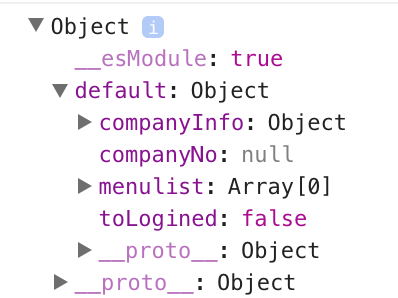 Object i
__esModule: true
default: Object
companyInfo: Object
companyNo: null
menulist: Array[0]
toLogined: false
__proto__: Object
__proto__: Object